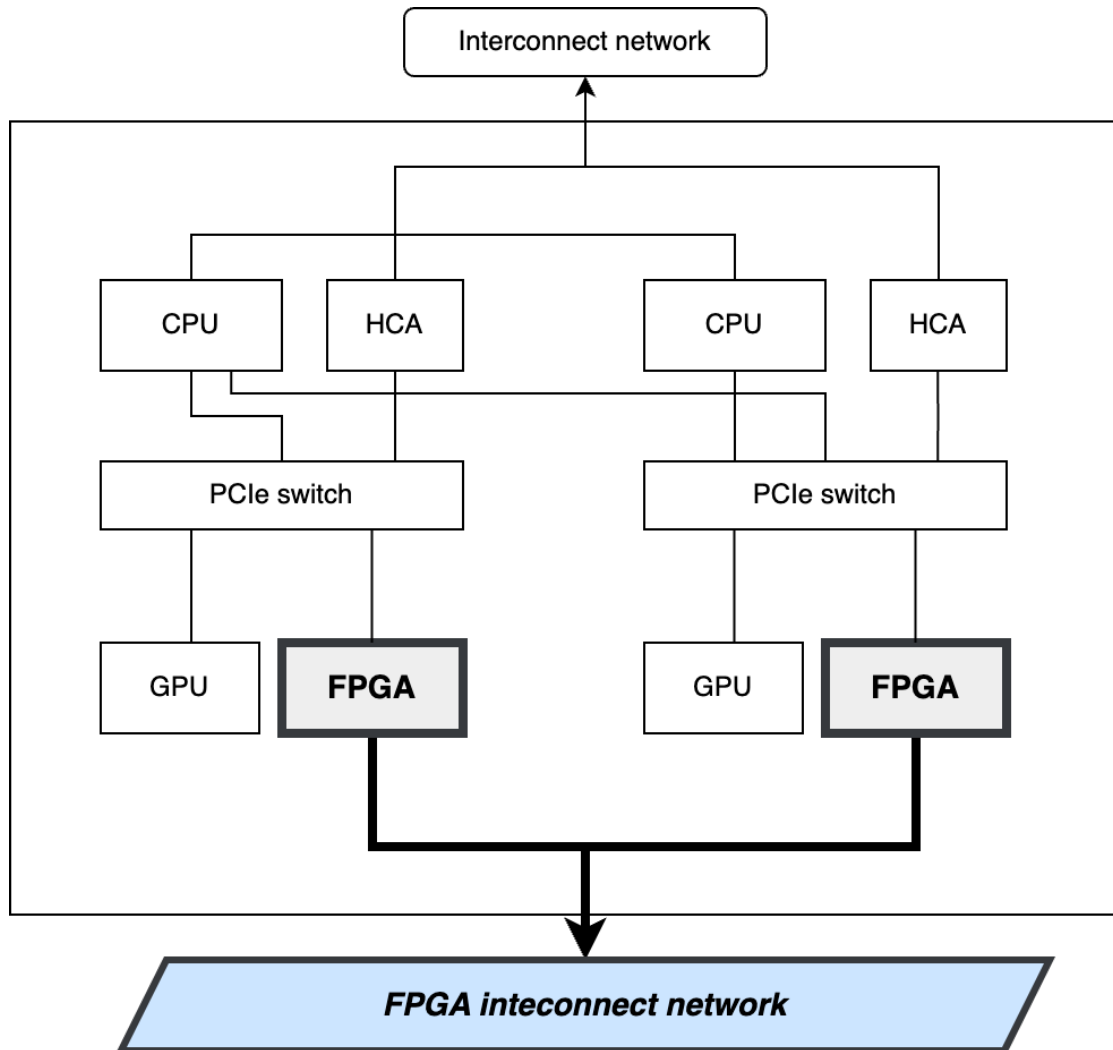 Interconnect network
CPU
HCA
CPU
HCA
PCIe switch
PCIe switch
GPU
FPGA
GPU
FPGA
FPGA inteconnect network